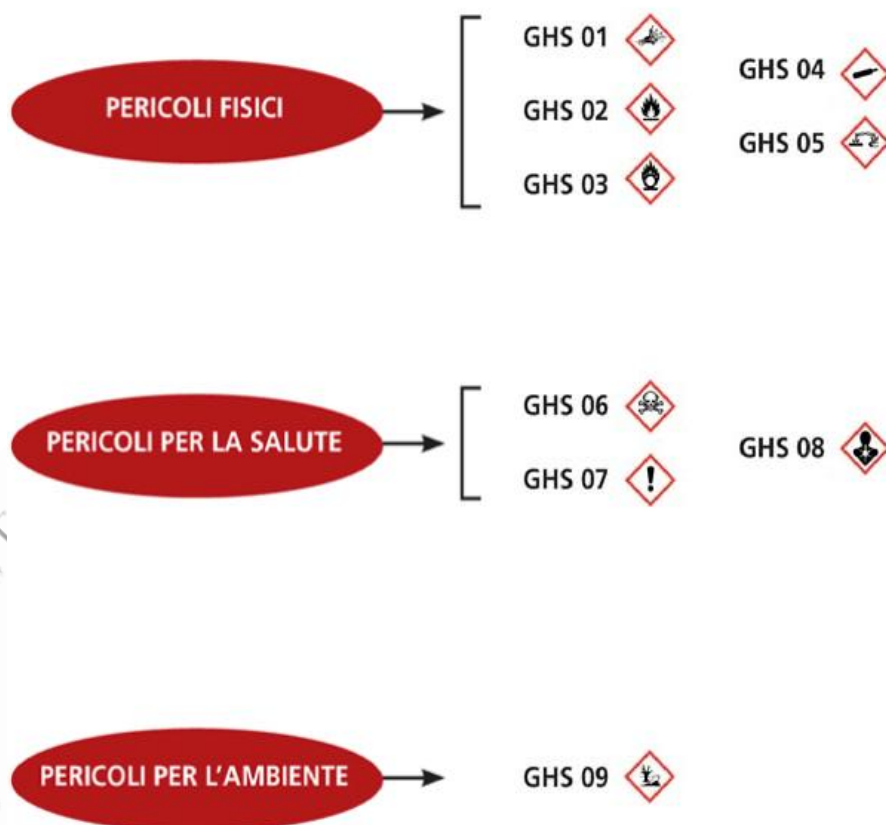 PERICOLI FISICI
GHS 01
GHS 02
GHS 03
GHS 04
GHS 05
PERICOLI PER LA SALUTE
GHS 06
GHS 07
GHS 08
PERICOLI PER L'AMBIENTE
GHS 09